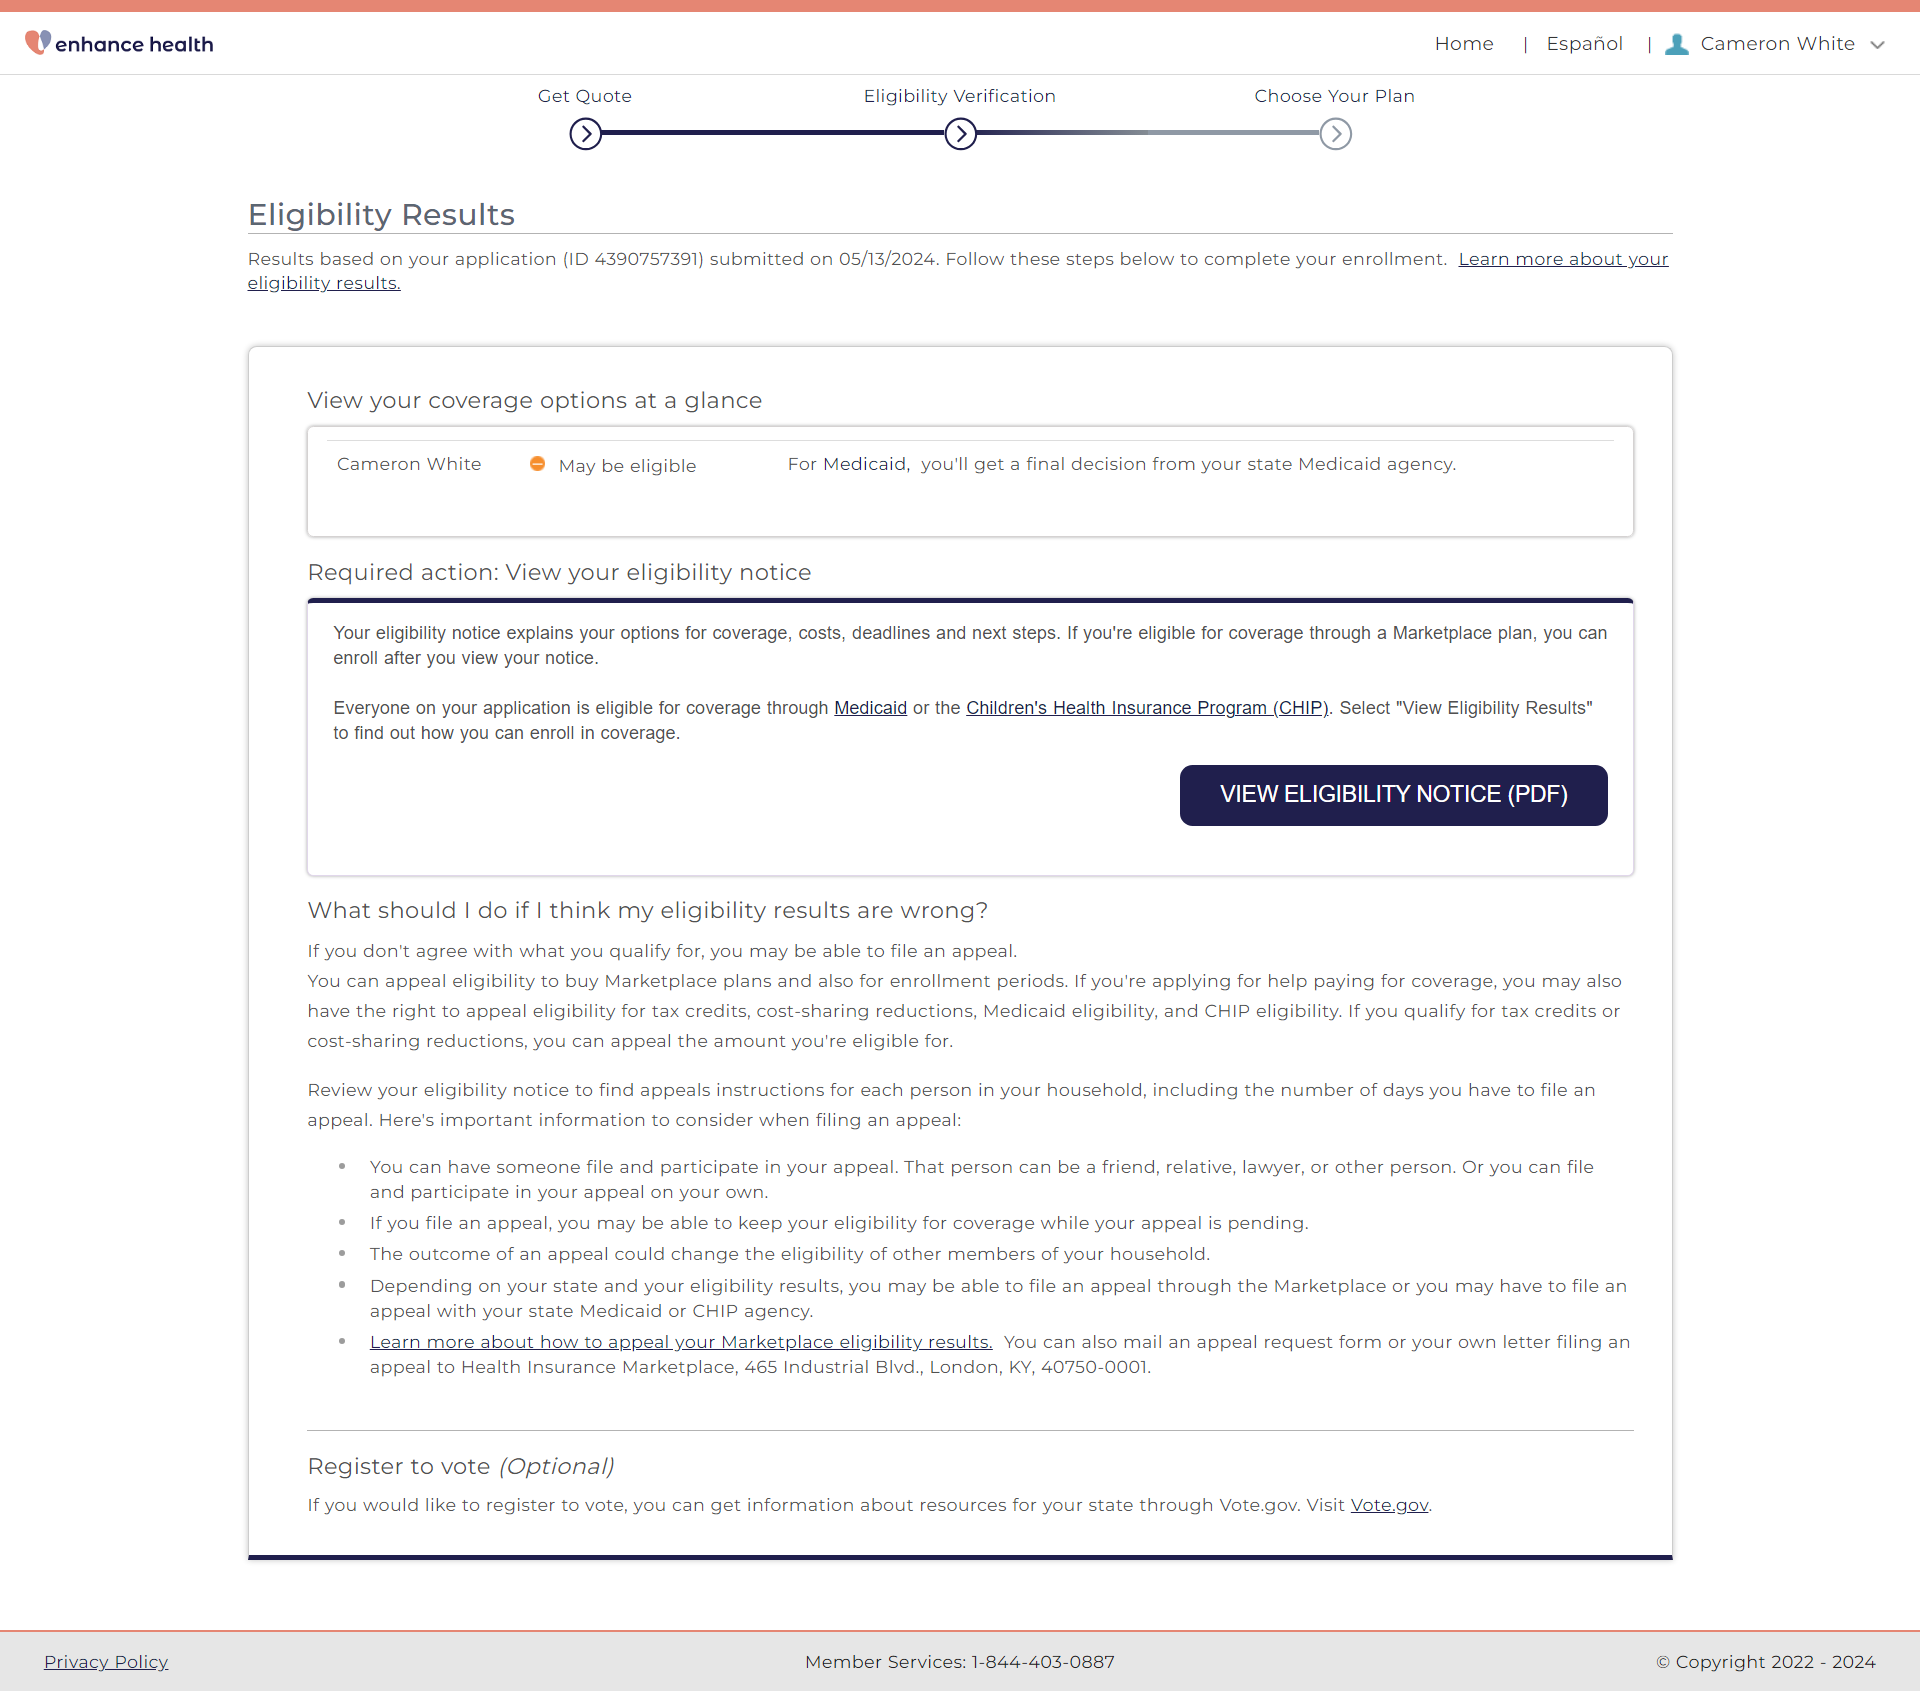 enhance health
Home | Español | Cameron White
Get Quote
Eligibility Verification
Choose Your Plan
Eligibility Results
Results based on your application (ID 4390757391) submitted on 05/13/2024. Follow these steps below to complete your enrollment. Learn more about your
eligibility results.
View your coverage options at a glance
Cameron White May be eligible For Medicaid, you'll get a final decision from your state Medicaid agency.
Required action: View your eligibility notice
Your eligibility notice explains your options for coverage, costs, deadlines and next steps. If you're eligible for coverage through a Marketplace plan, you can
enroll after you view your notice.
Everyone on your application is eligible for coverage through Medicaid or the Children's Health Insurance Program (CHIP). Select "View Eligibility Results"
to find out how you can enroll in coverage.
VIEW ELIGIBILITY NOTICE (PDF)
What should I do if I think my eligibility results are wrong?
If you don't agree with what you qualify for, you may be able to file an appeal.
You can appeal eligibility to buy Marketplace plans and also for enrollment periods. If you're applying for help paying for coverage, you may also
have the right to appeal eligibility for tax credits, cost-sharing reductions, Medicaid eligibility, and CHIP eligibility. If you qualify for tax credits or
cost-sharing reductions, you can appeal the amount you're eligible for.
Review your eligibility notice to find appeals instructions for each person in your household, including the number of days you have to file an
appeal. Here's important information to consider when filing an appeal:
• You can have someone file and participate in your appeal. That person can be a friend, relative, lawyer, or other person. Or you can file
and participate in your appeal on your own.
• If you file an appeal, you may be able to keep your eligibility for coverage while your appeal is pending.
• The outcome of an appeal could change the eligibility of other members of your household.
• Depending on your state and your eligibility results, you may be able to file an appeal through the Marketplace or you may have to file an
appeal with your state Medicaid or CHIP agency.
• Learn more about how to appeal your Marketplace eligibility results. You can also mail an appeal request form or your own letter filing an
appeal to Health Insurance Marketplace, 465 Industrial Blvd., London, KY, 40750-0001.
Register to vote (Optional)
If you would like to register to vote, you can get information about resources for your state through Vote.gov. Visit Vote.gov.
Privacy Policy
Member Services: 1-844-403-0887
© Copyright 2022 - 2024